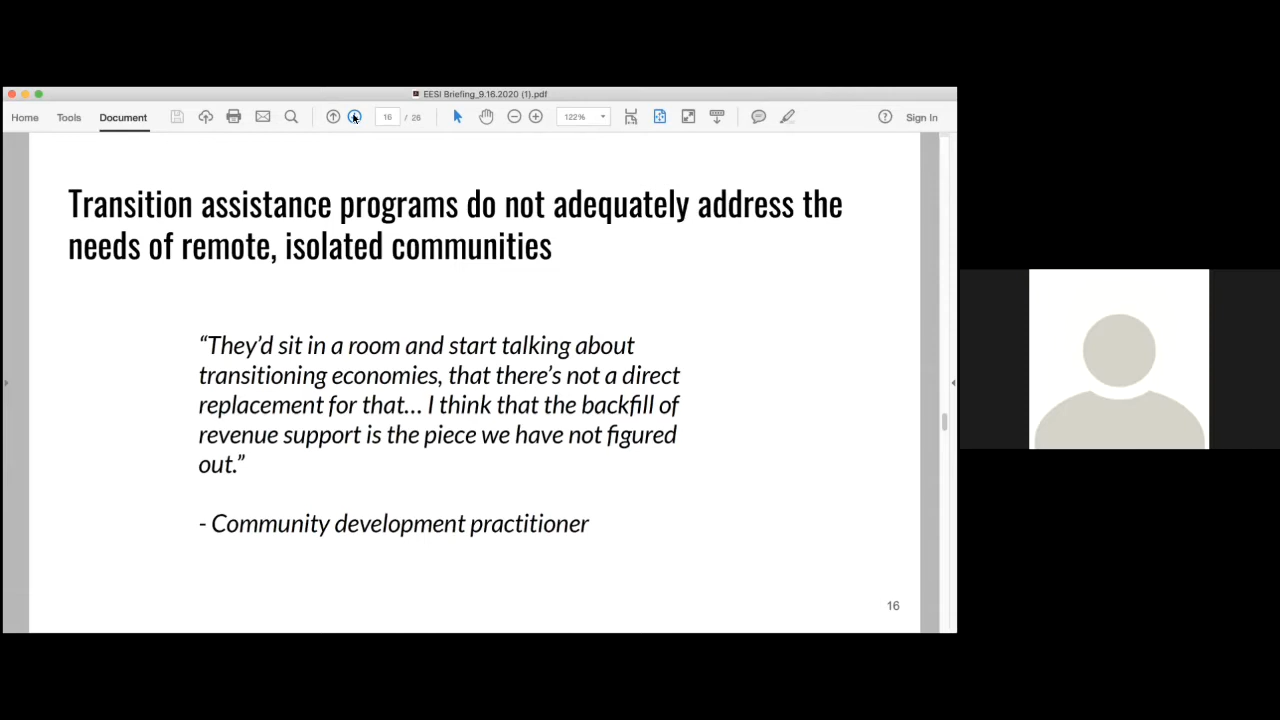 EESI Briefing_9.16.2020 (1).pdf
Home Tools Document 16 / 26 122% Sign In
Transition assistance programs do not adequately address the
needs of remote, isolated communities
“They’d sit in a room and start talking about
transitioning economies, that there’s not a direct
replacement for that… I think that the backfill of
revenue support is the piece we have not figured
out.”
- Community development practitioner
16